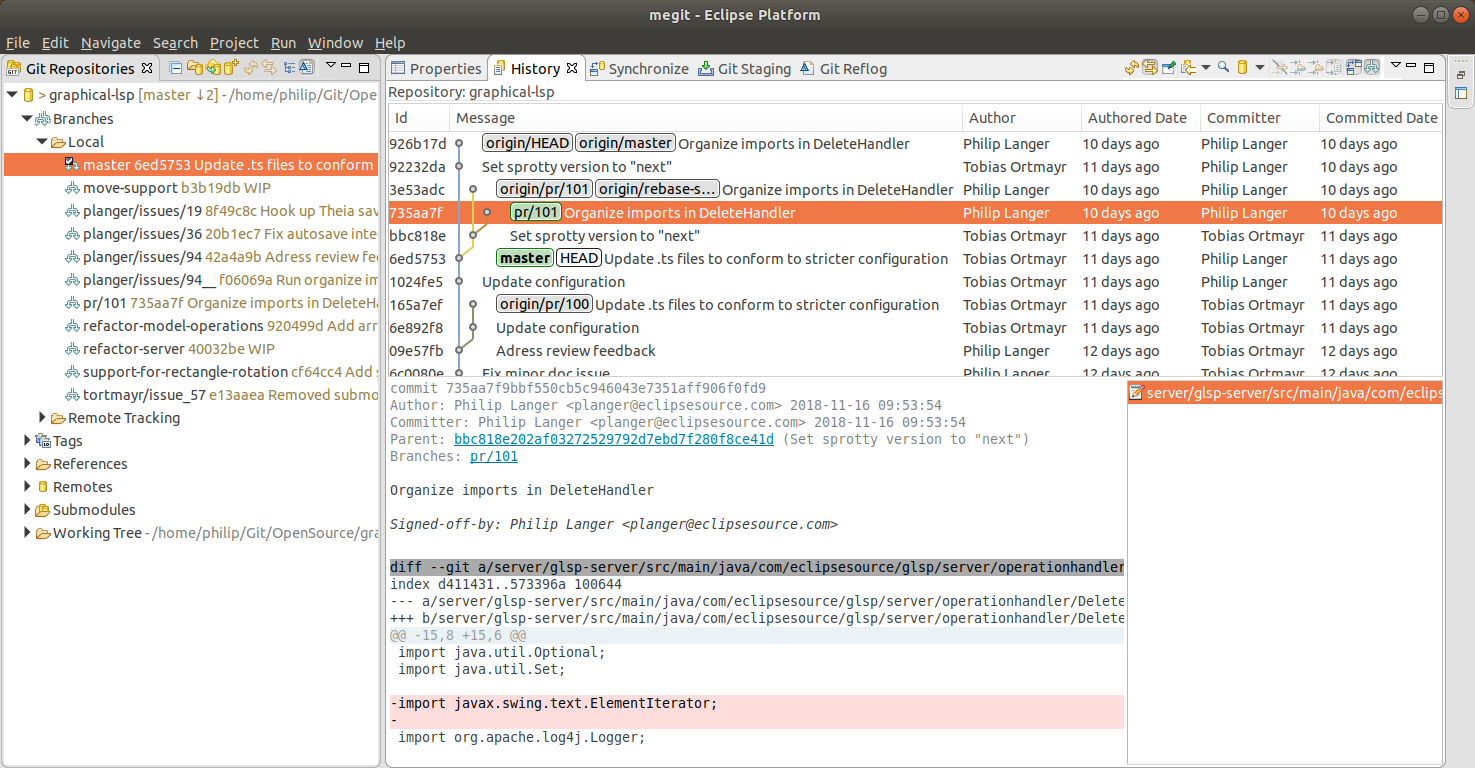 megit - Eclipse Platform
File Edit Navigate Search Project Run Window Help
Git Repositories
> graphical-lsp [master ↓2] - /home/philip/Git/Ope
Branches
Local
master 6ed5753 Update .ts files to conform
move-support b3b19db WIP
planger/issues/19 8f49c8c Hook up Theia sav
planger/issues/36 20b1ec7 Fix autosave inte
planger/issues/94 42a4a9b Adress review fee
planger/issues/94__ f06069a Run organize im
pr/101 735aa7f Organize imports in DeleteHa
refactor-model-operations 920499d Add arr
refactor-server 40032be WIP
support-for-rectangle-rotation cf64cc4 Add s
tortmayr/issue_57 e13aaea Removed submo
Remote Tracking
Tags
References
Remotes
Submodules
Working Tree - /home/philip/Git/OpenSource/gra
Properties History Synchronize Git Staging Git Reflog
Repository: graphical-lsp
Id Message Author Authored Date Committer Committed Date
926b17d origin/HEAD origin/master Organize imports in DeleteHandler Philip Langer 10 days ago Philip Langer 10 days ago
92232da Set sprotty version to "next" Tobias Ortmayr 11 days ago Philip Langer 10 days ago
3e53adc origin/pr/101 origin/rebase-s... Organize imports in DeleteHandler Philip Langer 10 days ago Philip Langer 10 days ago
735aa7f pr/101 Organize imports in DeleteHandler Philip Langer 10 days ago Philip Langer 10 days ago
bbc818e Set sprotty version to "next" Tobias Ortmayr 11 days ago Tobias Ortmayr 11 days ago
6ed5753 master HEAD Update .ts files to conform to stricter configuration Tobias Ortmayr 11 days ago Philip Langer 11 days ago
1024fe5 Update configuration Tobias Ortmayr 11 days ago Philip Langer 11 days ago
165a7ef origin/pr/100 Update .ts files to conform to stricter configuration Tobias Ortmayr 11 days ago Tobias Ortmayr 11 days ago
6e892f8 Update configuration Tobias Ortmayr 11 days ago Tobias Ortmayr 11 days ago
09e57fb Adress review feedback Philip Langer 12 days ago Tobias Ortmayr 12 days ago
6c0080e Fix minor doc issue Philip Langer 12 days ago Tobias Ortmayr 12 days ago
commit 735aa7f9bbf550cb5c946043e7351aff906f0fd9
Author: Philip Langer <planger@eclipsesource.com> 2018-11-16 09:53:54
Committer: Philip Langer <planger@eclipsesource.com> 2018-11-16 09:53:54
Parent: bbc818e202af03272529792d7ebd7f280f8ce41d (Set sprotty version to "next")
Branches: pr/101
Organize imports in DeleteHandler
Signed-off-by: Philip Langer <planger@eclipsesource.com>
diff --git a/server/glsp-server/src/main/java/com/eclipsesource/glsp/server/operationhandler
index d411431..573396a 100644
--- a/server/glsp-server/src/main/java/com/eclipsesource/glsp/server/operationhandler/Delete
+++ b/server/glsp-server/src/main/java/com/eclipsesource/glsp/server/operationhandler/Delete
@@ -15,8 +15,6 @@
import java.util.Optional;
import java.util.Set;
-import javax.swing.text.ElementIterator;
-
import org.apache.log4j.Logger;
server/glsp-server/src/main/java/com/eclips